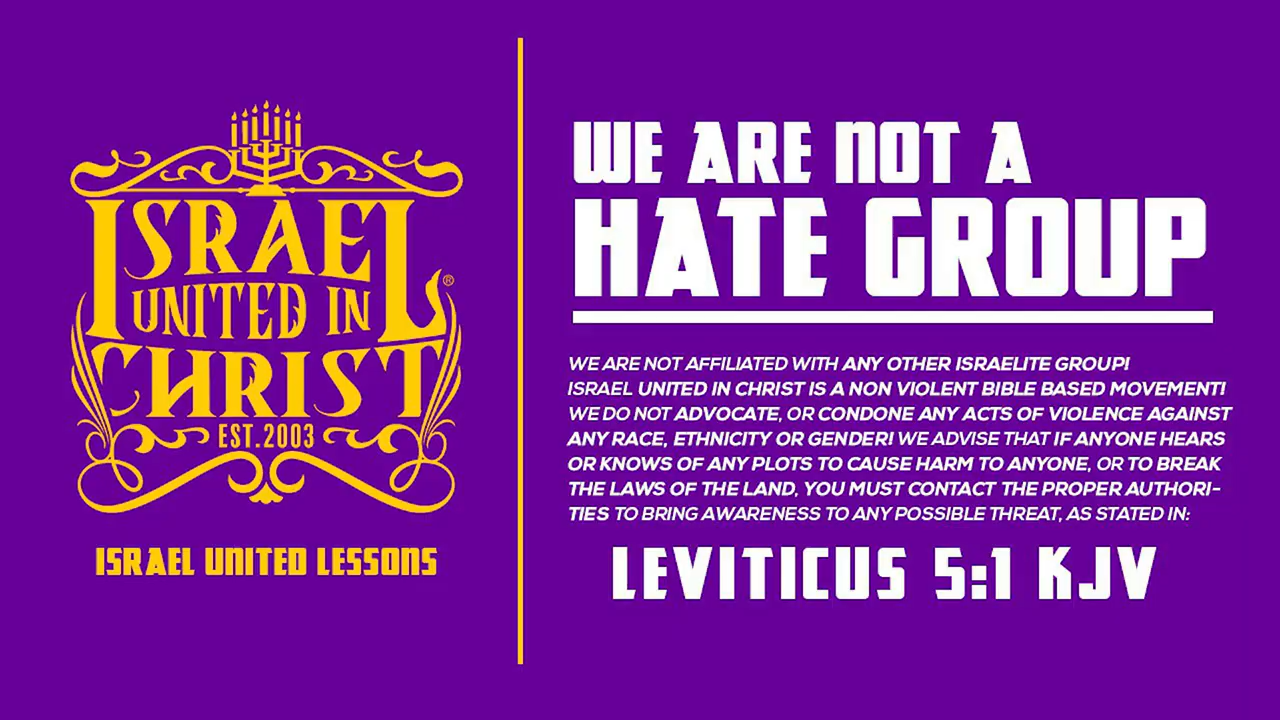 ISRAEL
UNITED IN
CHRIST
®
EST.2003
ISRAEL UNITED LESSONS
WE ARE NOT A
HATE GROUP
WE ARE NOT AFFILIATED WITH ANY OTHER ISRAELITE GROUP!
ISRAEL UNITED IN CHRIST IS A NON VIOLENT BIBLE BASED MOVEMENT!
WE DO NOT ADVOCATE, OR CONDONE ANY ACTS OF VIOLENCE AGAINST
ANY RACE, ETHNICITY OR GENDER! WE ADVISE THAT IF ANYONE HEARS
OR KNOWS OF ANY PLOTS TO CAUSE HARM TO ANYONE, OR TO BREAK
THE LAWS OF THE LAND, YOU MUST CONTACT THE PROPER AUTHORI-
TIES TO BRING AWARENESS TO ANY POSSIBLE THREAT, AS STATED IN:
LEVITICUS 5:1 KJV